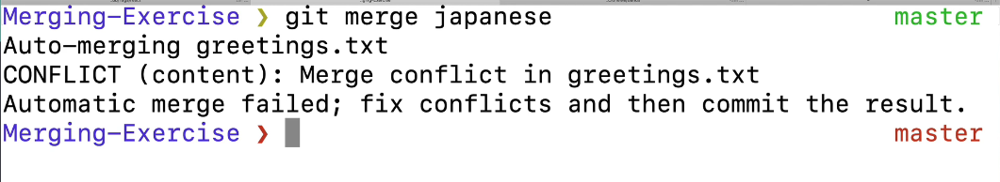 Merging-Exercise ❯ git merge japanese master
Auto-merging greetings.txt
CONFLICT (content): Merge conflict in greetings.txt
Automatic merge failed; fix conflicts and then commit the result.
Merging-Exercise ❯ master